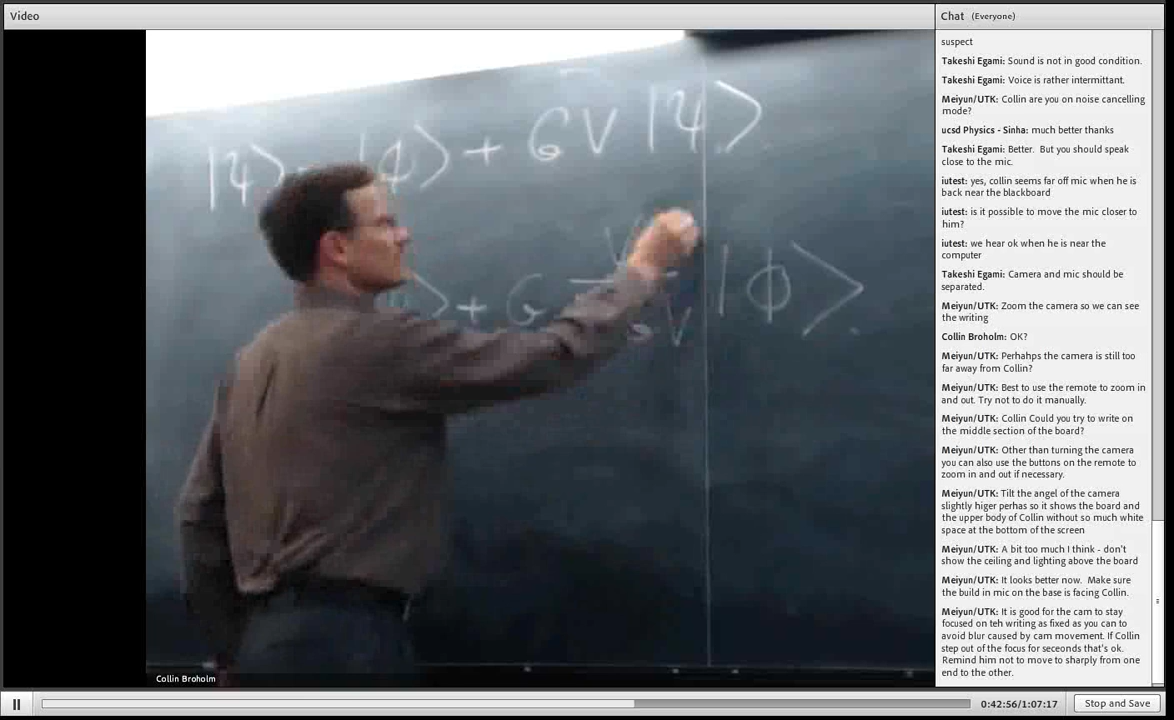 Video
|ψ> |φ> + GV |ψ>
> + G V |φ>
Collin Broholm
0:42:56/1:07:17
Stop and Save
Chat (Everyone)
suspect
Takeshi Egami: Sound is not in good condition.
Takeshi Egami: Voice is rather intermittant.
Meiyun/UTK: Collin are you on noise cancelling
mode?
ucsd Physics - Sinha: much better thanks
Takeshi Egami: Better. But you should speak
close to the mic.
iutest: yes, collin seems far off mic when he is
back near the blackboard
iutest: is it possible to move the mic closer to
him?
iutest: we hear ok when he is near the
computer
Takeshi Egami: Camera and mic should be
separated.
Meiyun/UTK: Zoom the camera so we can see
the writing
Collin Broholm: OK?
Meiyun/UTK: Perhahps the camera is still too
far away from Collin?
Meiyun/UTK: Best to use the remote to zoom in
and out. Try not to do it manually.
Meiyun/UTK: Collin Could you try to write on
the middle section of the board?
Meiyun/UTK: Other than turning the camera
you can also use the buttons on the remote to
zoom in and out if necessary.
Meiyun/UTK: Tilt the angel of the camera
slightly higer perhas so it shows the board and
the upper body of Collin without so much white
space at the bottom of the screen
Meiyun/UTK: A bit too much I think - don't
show the ceiling and lighting above the board
Meiyun/UTK: It looks better now. Make sure
the build in mic on the base is facing Collin.
Meiyun/UTK: It is good for the cam to stay
focused on teh writing as fixed as you can to
avoid blur caused by cam movement. If Collin
step out of the focus for seceonds that's ok.
Remind him not to move to sharply from one
end to the other.